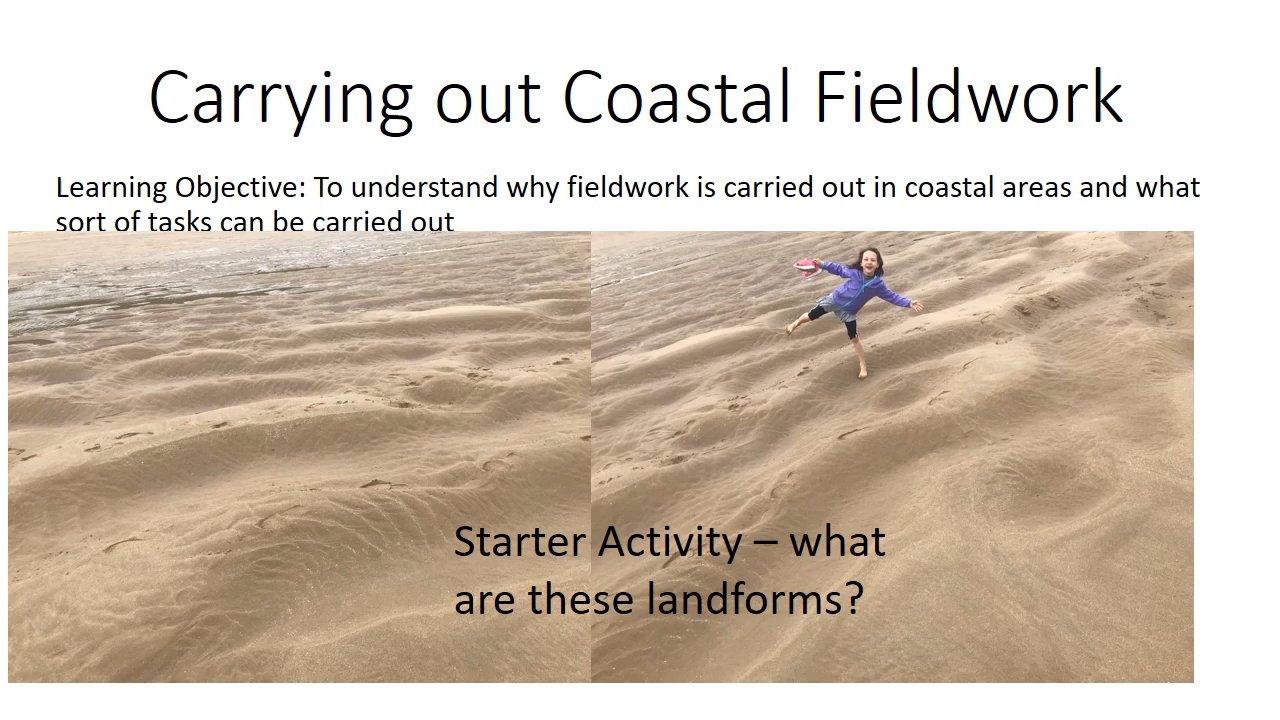 Carrying out Coastal Fieldwork
Learning Objective: To understand why fieldwork is carried out in coastal areas and what
sort of tasks can be carried out
Starter Activity – what
are these landforms?